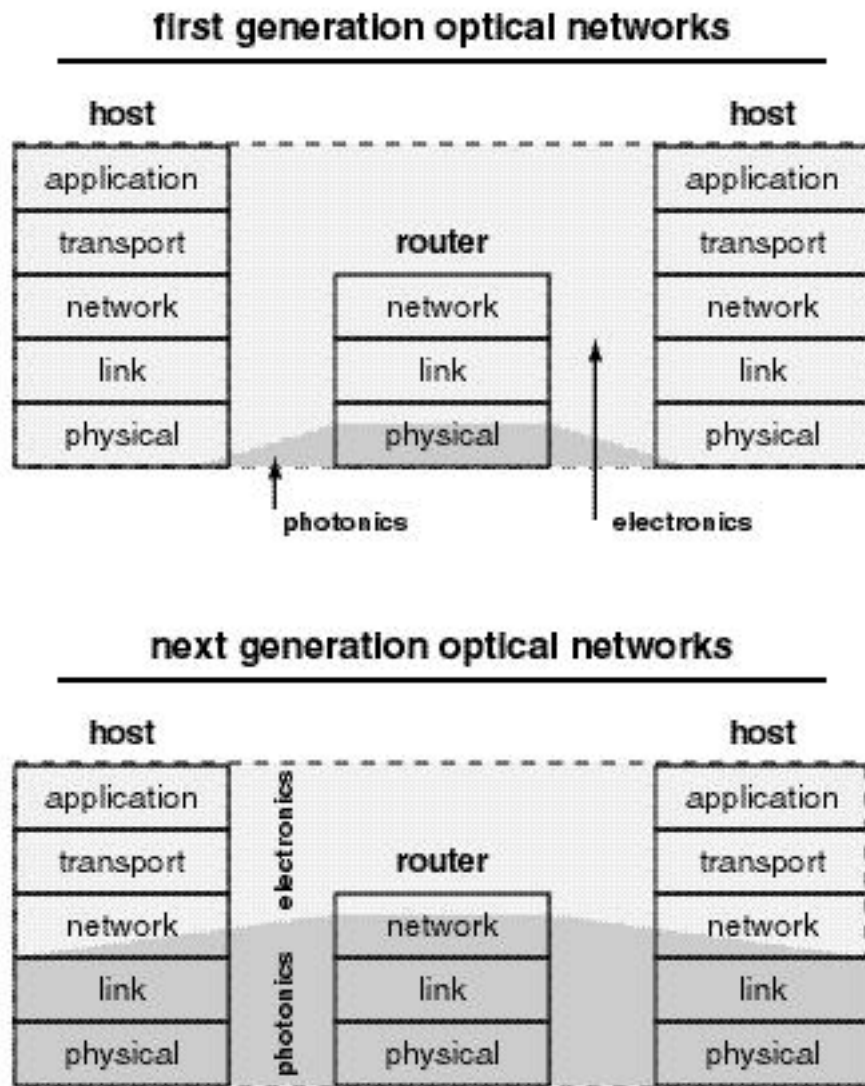 first generation optical networks
host
host
application
application
transport
router
transport
network
network
network
link
link
link
physical
physical
physical
photonics
electronics
next generation optical networks
host
host
application
electronics
application
transport
router
transport
network
network
network
photonics
link
link
link
physical
physical
physical